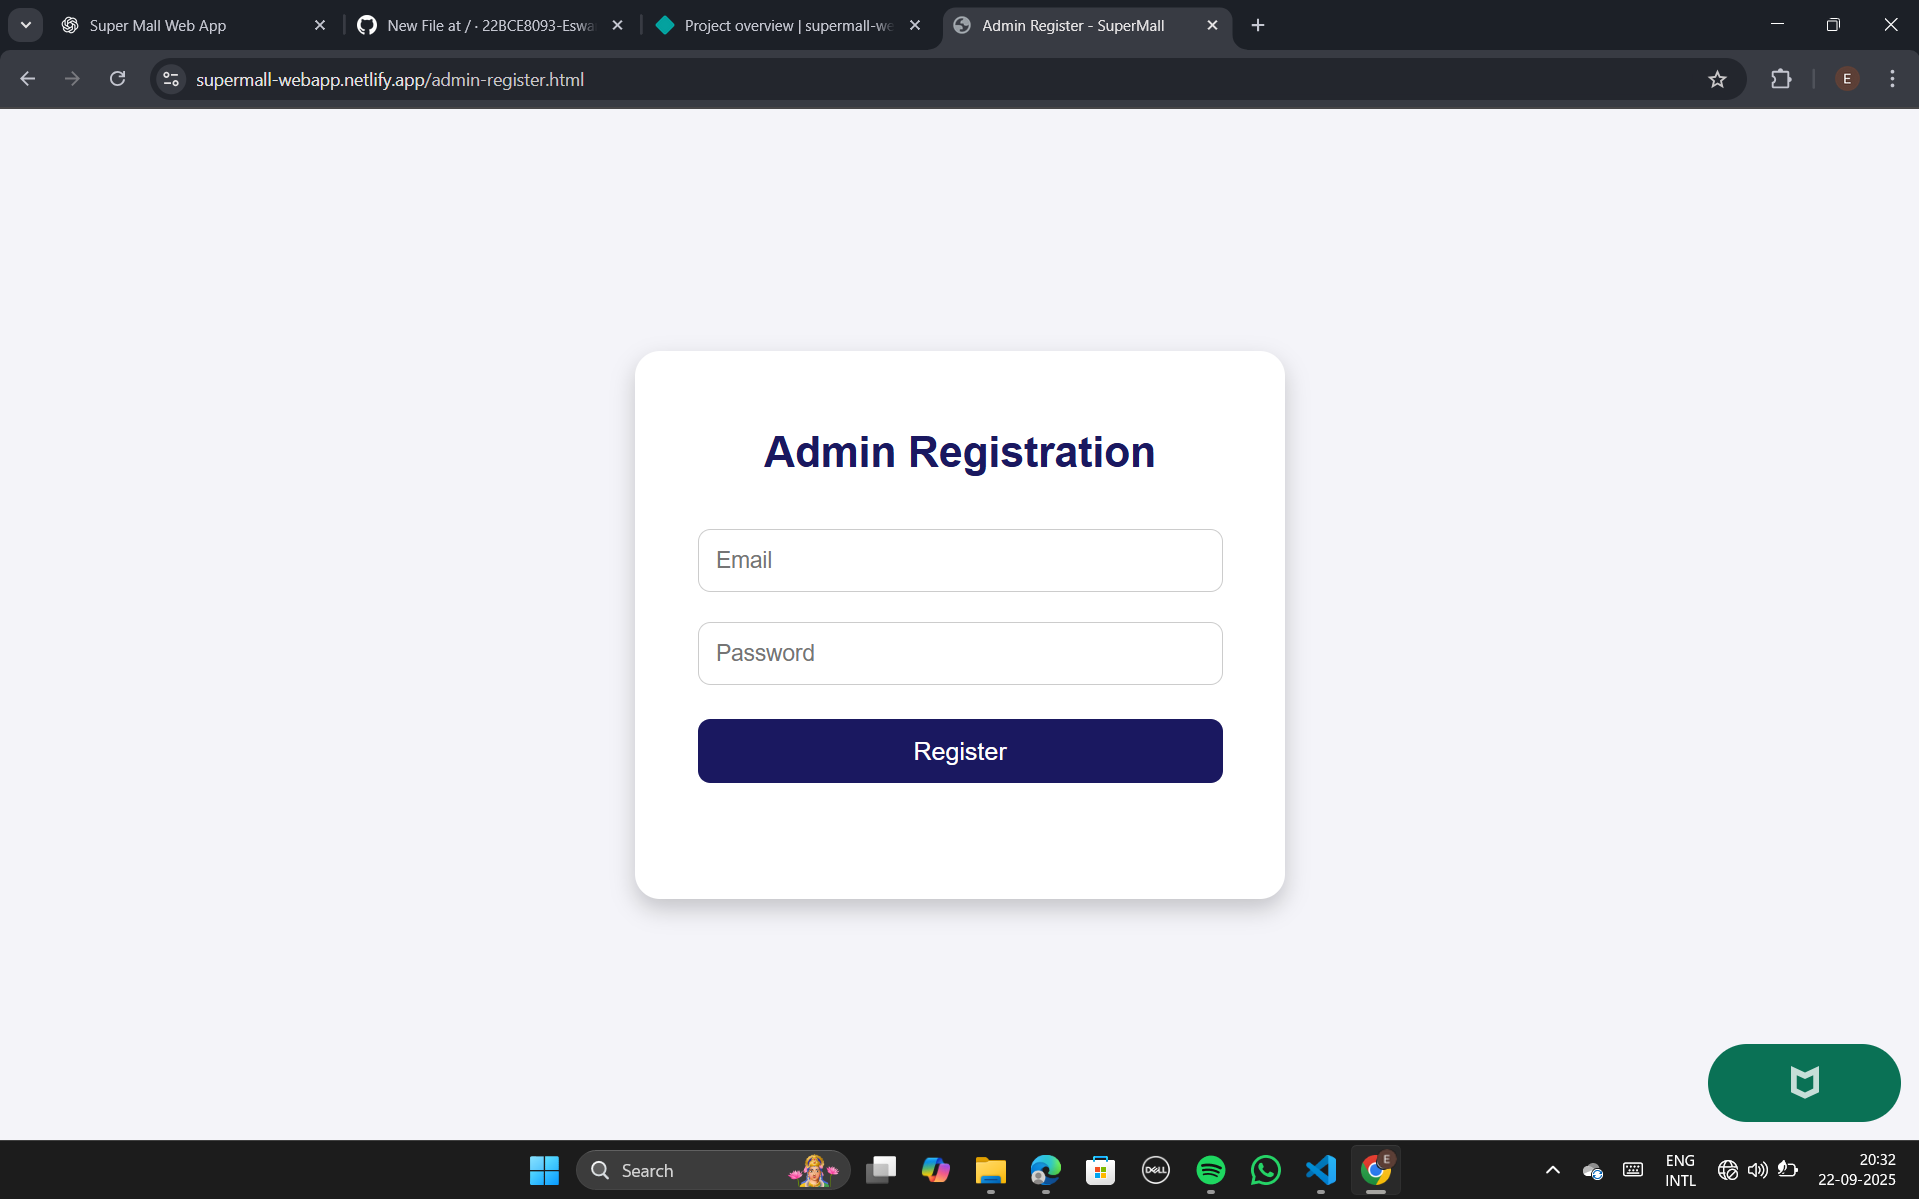 Super Mall Web App
New File at / · 22BCE8093-Eswa
Project overview | supermall-we
Admin Register - SuperMall
supermall-webapp.netlify.app/admin-register.html
E
Admin Registration
Email
Password
Register
Search
DELL
E
ENG
INTL
20:32
22-09-2025